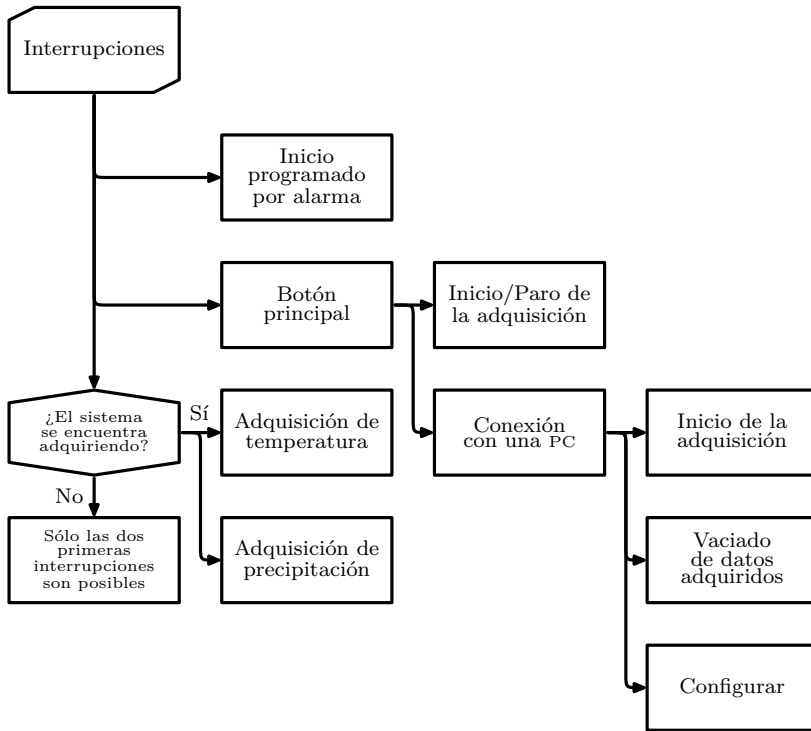 Interrupciones
Inicio
programado
por alarma
Botón
principal
Inicio/Paro de
la adquisición
¿El sistema
se encuentra
adquiriendo?
Sí
Adquisición de
temperatura
Conexión
con una PC
Inicio de la
adquisición
No
Sólo las dos
primeras
interrupciones
son posibles
Adquisición de
precipitación
Vaciado
de datos
adquiridos
Configurar